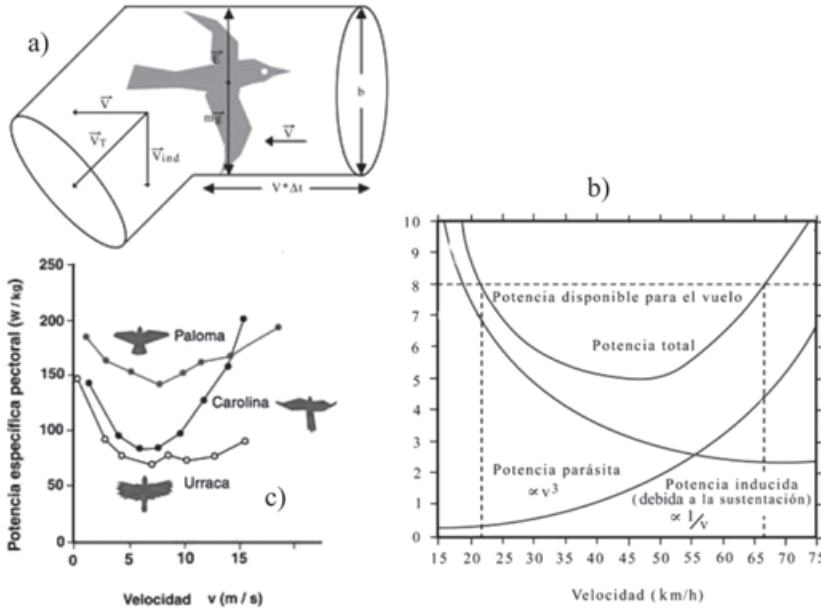 a)
F
b
mg
V
V
V_T
V_ind
V*Δt
b)
c)
250
200
150
100
50
0
Potencia específica pectoral (w/kg)
Paloma
Carolina
Urraca
0
5
10
15
Velocidad v (m / s)
10
9
8
7
6
5
4
3
2
1
0
Potencia disponible para el vuelo
Potencia total
Potencia parásita
∝v³
Potencia inducida
(debida a la sustentación)
∝ 1/v
15
25
30
35
40
45
50
55
60
65
70
75
Velocidad (km/h)